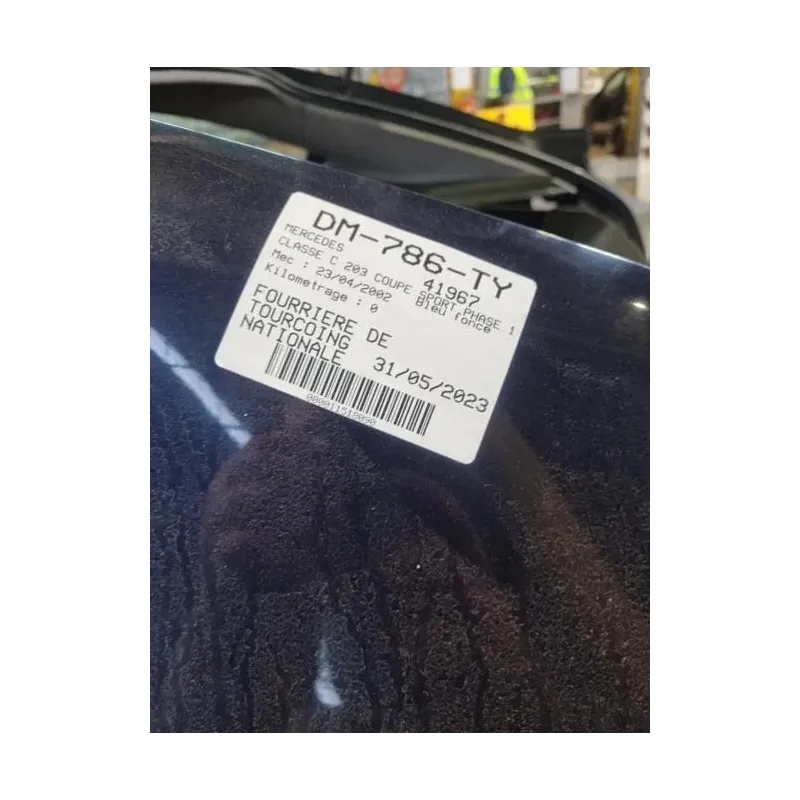 DM-786-TY
MERCEDES 41967
CLASSE C 203 COUPE SPORT PHASE 1
Mec : 23/04/2002 Bleu fonce
Kilometrage : 0
FOURRIERE DE
TOURCOING
NATIONALE 31/05/2023
000011518090